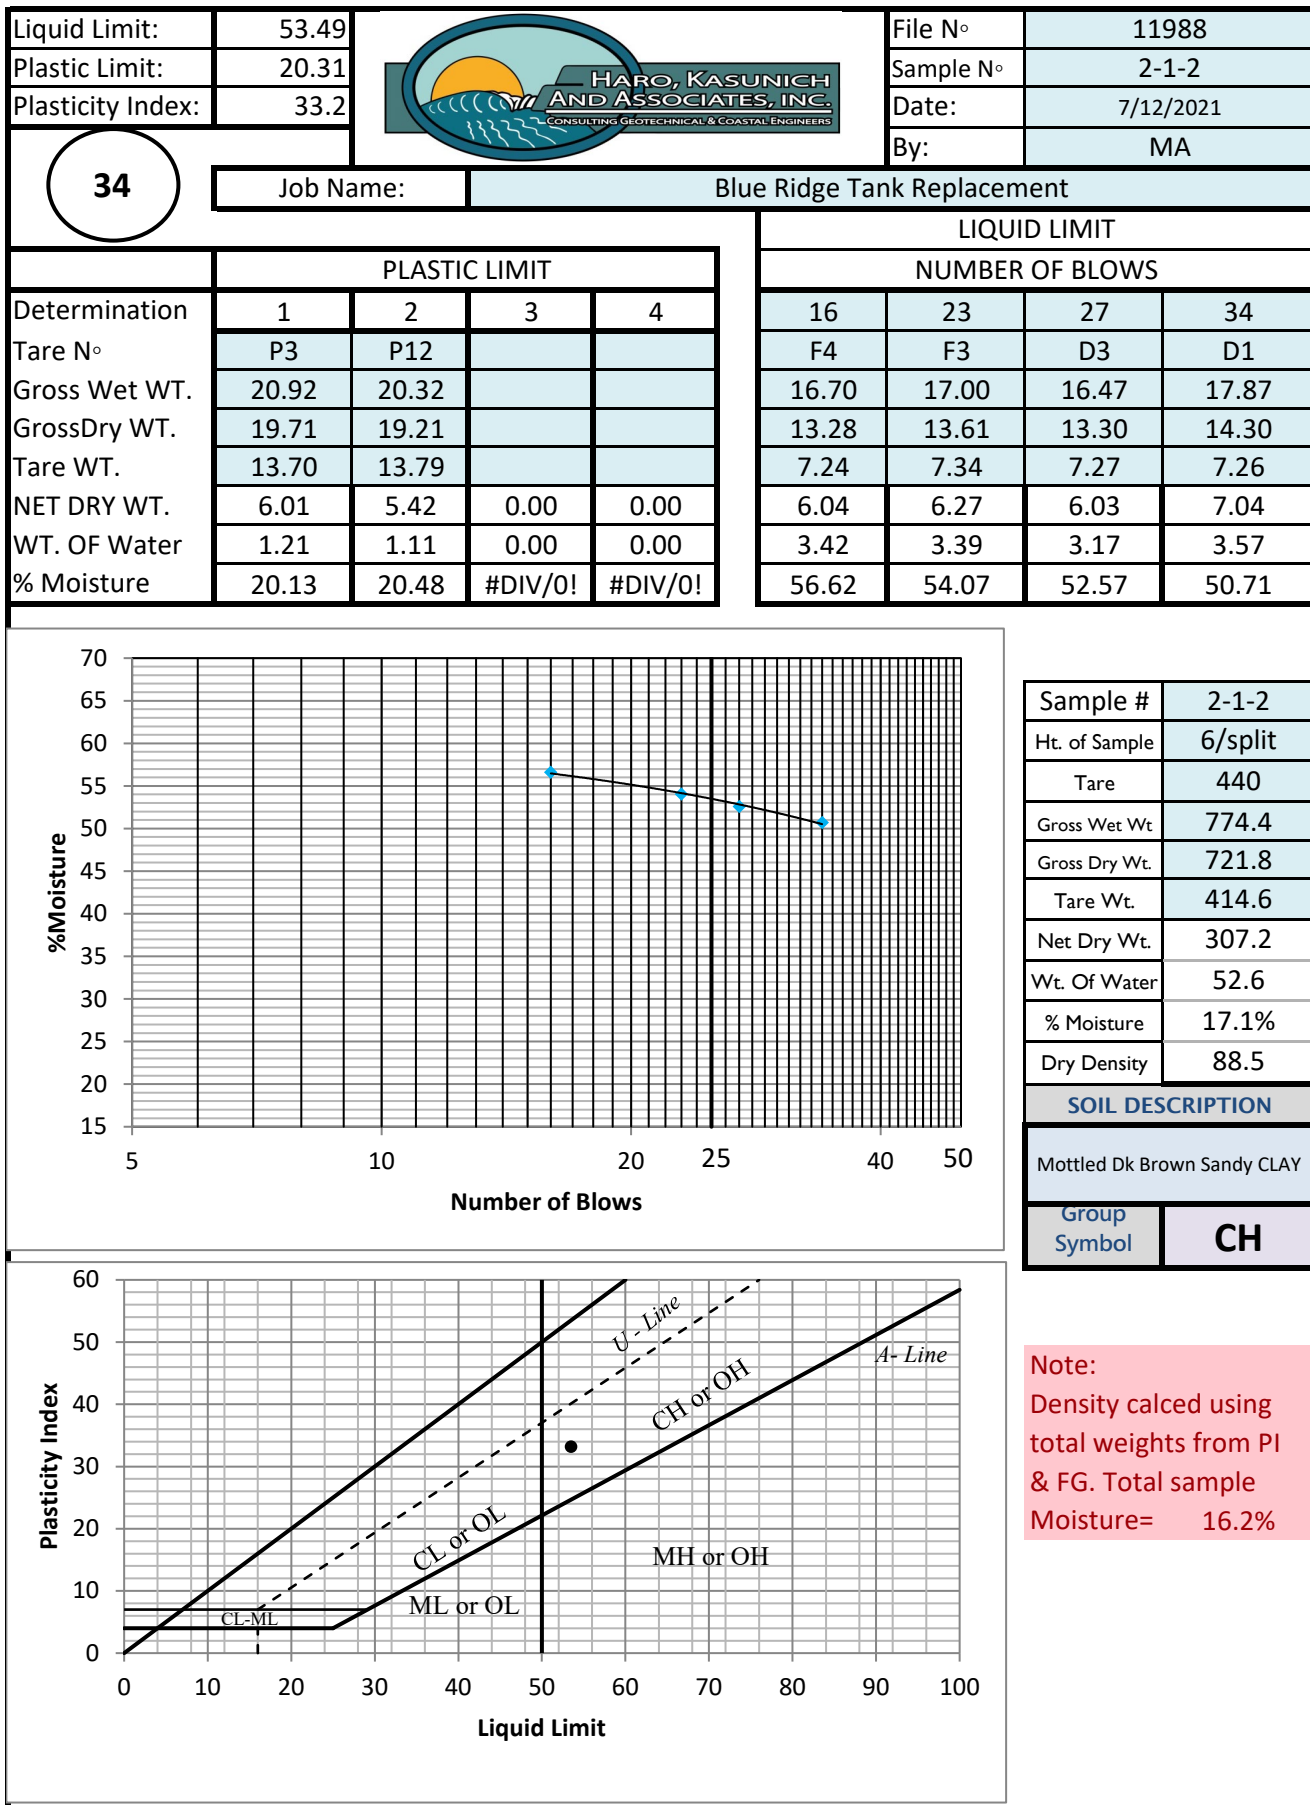 Liquid Limit: 53.49
Plastic Limit: 20.31
Plasticity Index: 33.2
HARO, KASUNICH
AND ASSOCIATES, INC.
CONSULTING GEOTECHNICAL & COASTAL ENGINEERS
File N° 11988
Sample N° 2-1-2
Date: 7/12/2021
By: MA
34
Job Name: Blue Ridge Tank Replacement
LIQUID LIMIT
PLASTIC LIMIT NUMBER OF BLOWS
Determination 1 2 3 4 16 23 27 34
Tare N° P3 P12 F4 F3 D3 D1
Gross Wet WT. 20.92 20.32 16.70 17.00 16.47 17.87
GrossDry WT. 19.71 19.21 13.28 13.61 13.30 14.30
Tare WT. 13.70 13.79 7.24 7.34 7.27 7.26
NET DRY WT. 6.01 5.42 0.00 0.00 6.04 6.27 6.03 7.04
WT. OF Water 1.21 1.11 0.00 0.00 3.42 3.39 3.17 3.57
% Moisture 20.13 20.48 #DIV/0! #DIV/0! 56.62 54.07 52.57 50.71
70
65
60
55
50
45
40
35
30
25
20
15
%Moisture
5 10 20 25 40 50
Number of Blows
Sample # 2-1-2
Ht. of Sample 6/split
Tare 440
Gross Wet Wt 774.4
Gross Dry Wt. 721.8
Tare Wt. 414.6
Net Dry Wt. 307.2
Wt. Of Water 52.6
% Moisture 17.1%
Dry Density 88.5
SOIL DESCRIPTION
Mottled Dk Brown Sandy CLAY
Group
Symbol CH
60
50
40
30
20
10
0
Plasticity Index
U - Line
A- Line
CH or OH
CL or OL
MH or OH
ML or OL
CL-ML
0 10 20 30 40 50 60 70 80 90 100
Liquid Limit
Note:
Density calced using
total weights from PI
& FG. Total sample
Moisture= 16.2%